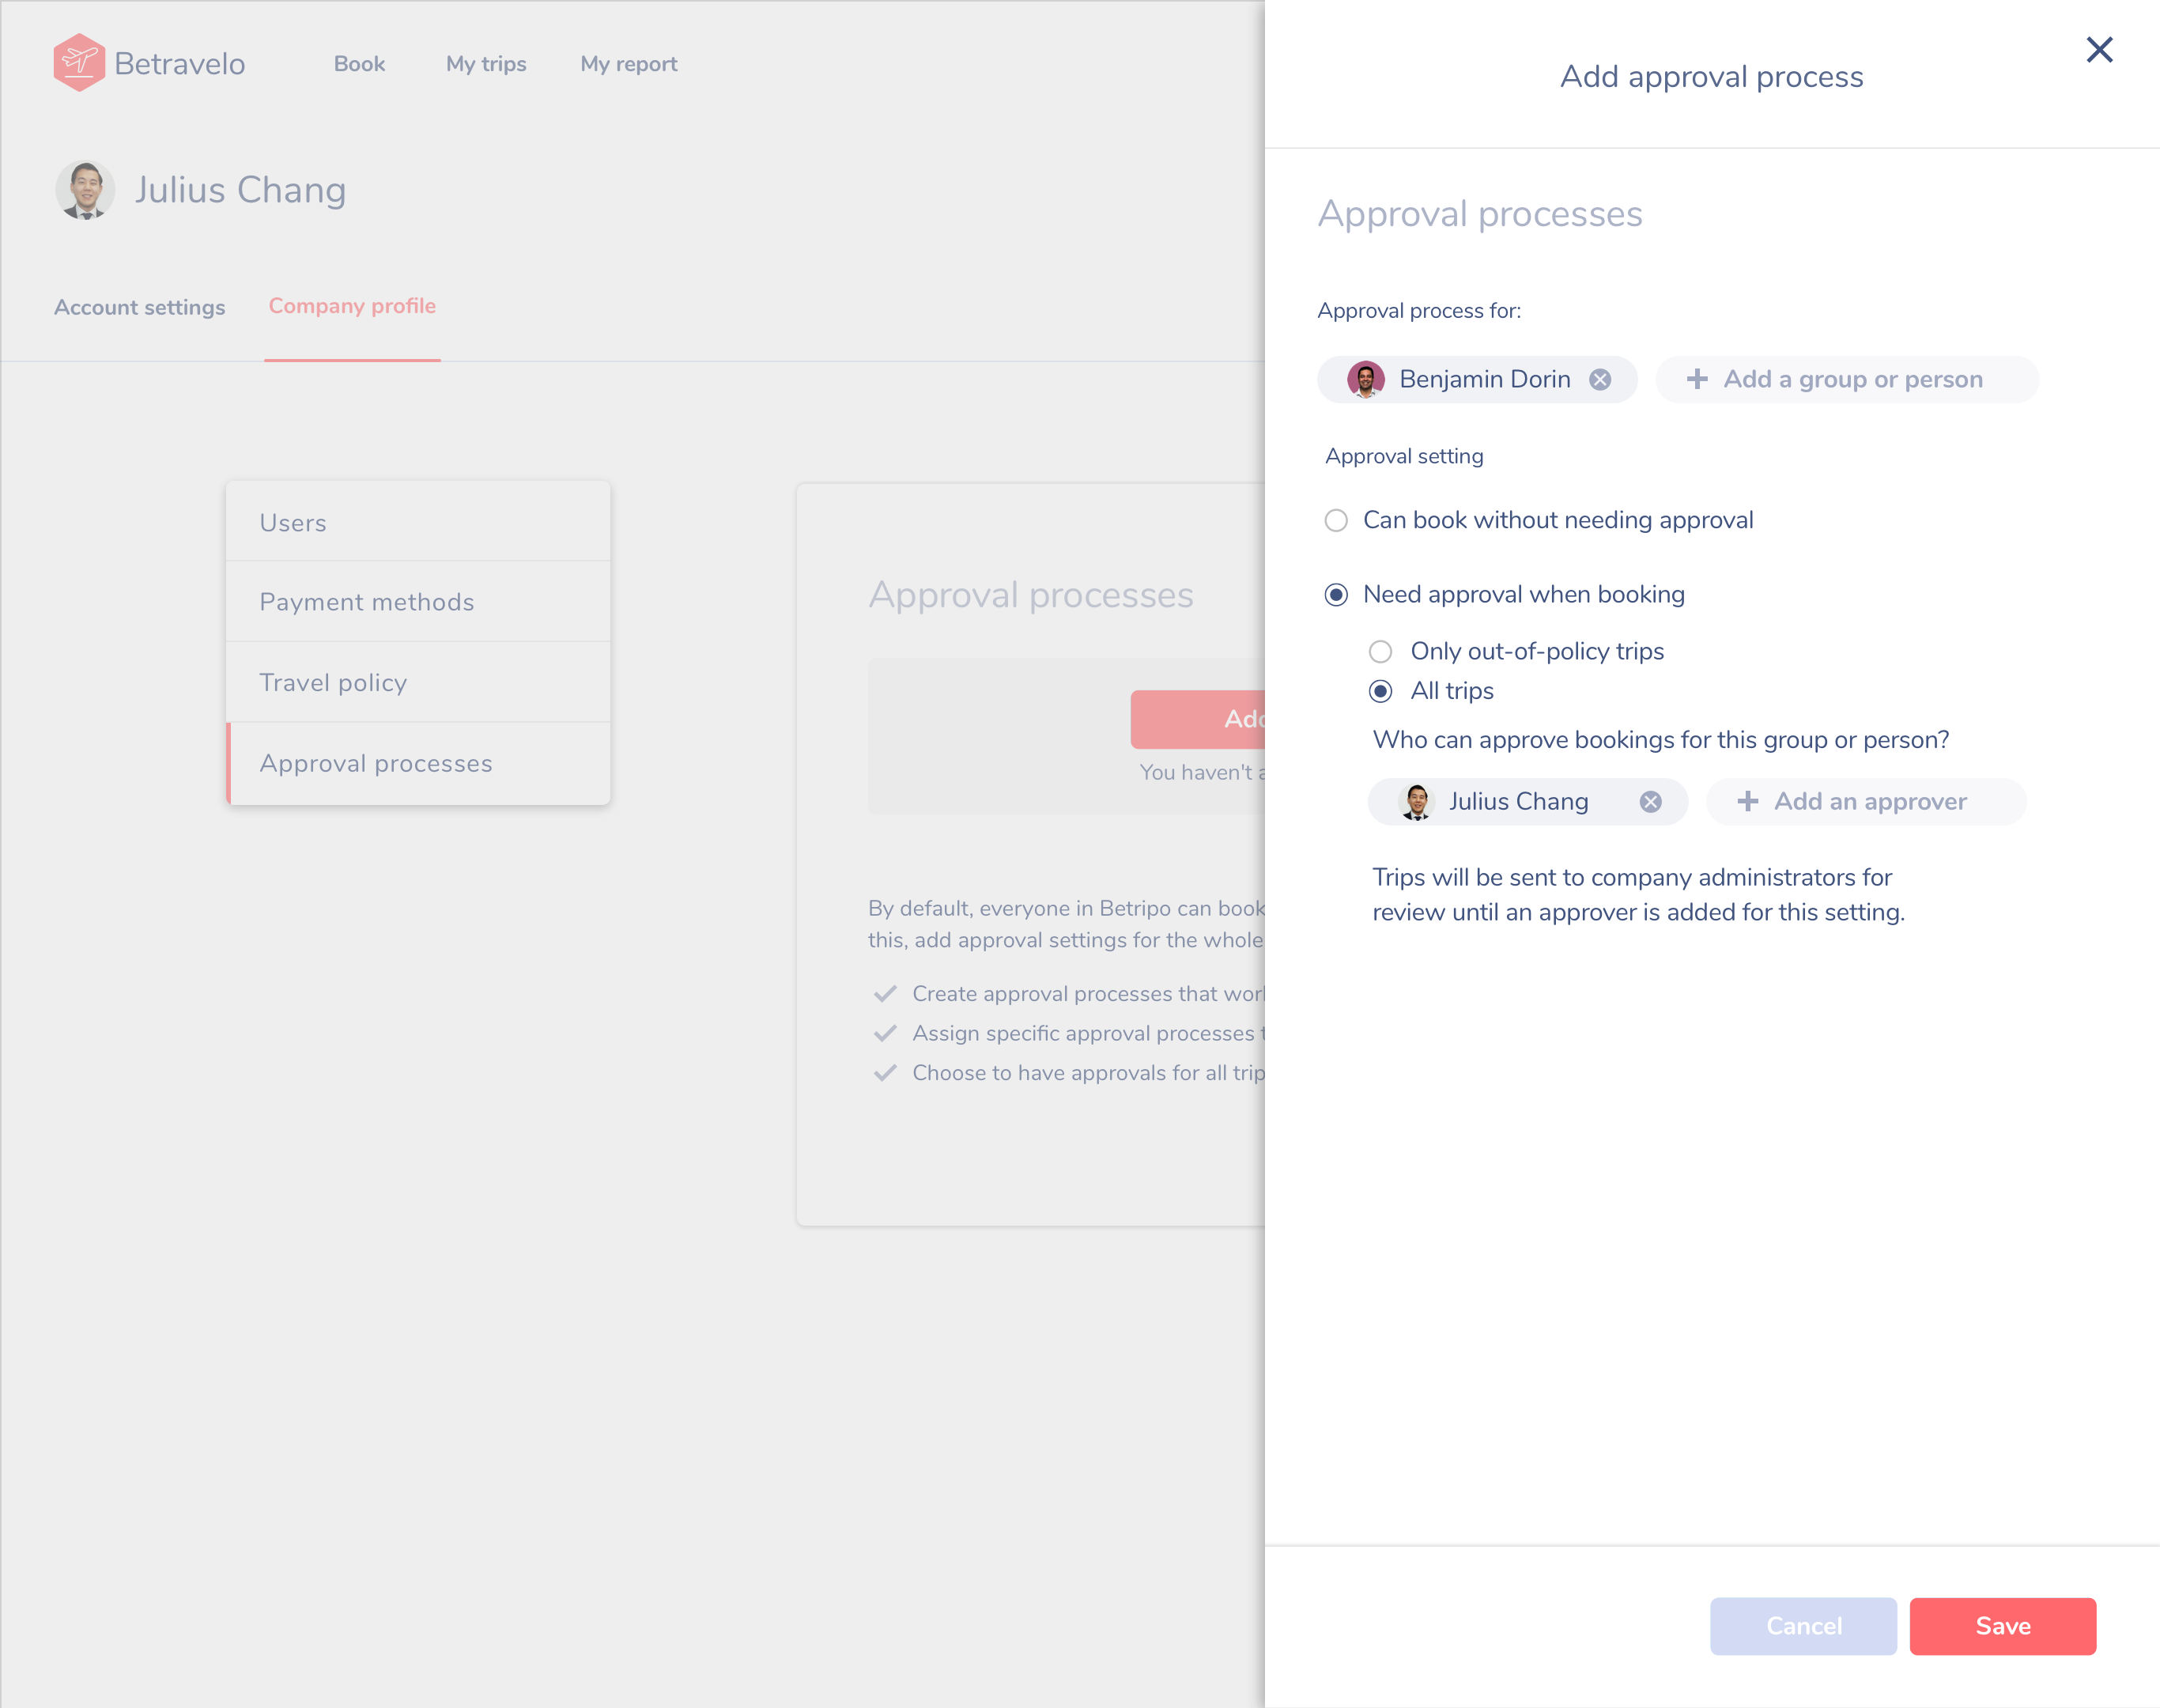 Betravelo
Book
My trips
My report
Julius Chang
Account settings
Company profile
Users
Payment methods
Travel policy
Approval processes
Approval processes
Add
You haven't a
By default, everyone in Betripo can book
this, add approval settings for the whole
Create approval processes that work
Assign specific approval processes t
Choose to have approvals for all trip
Add approval process
Approval processes
Approval process for:
Benjamin Dorin
Add a group or person
Approval setting
Can book without needing approval
Need approval when booking
Only out-of-policy trips
All trips
Who can approve bookings for this group or person?
Julius Chang
Add an approver
Trips will be sent to company administrators for
review until an approver is added for this setting.
Cancel
Save